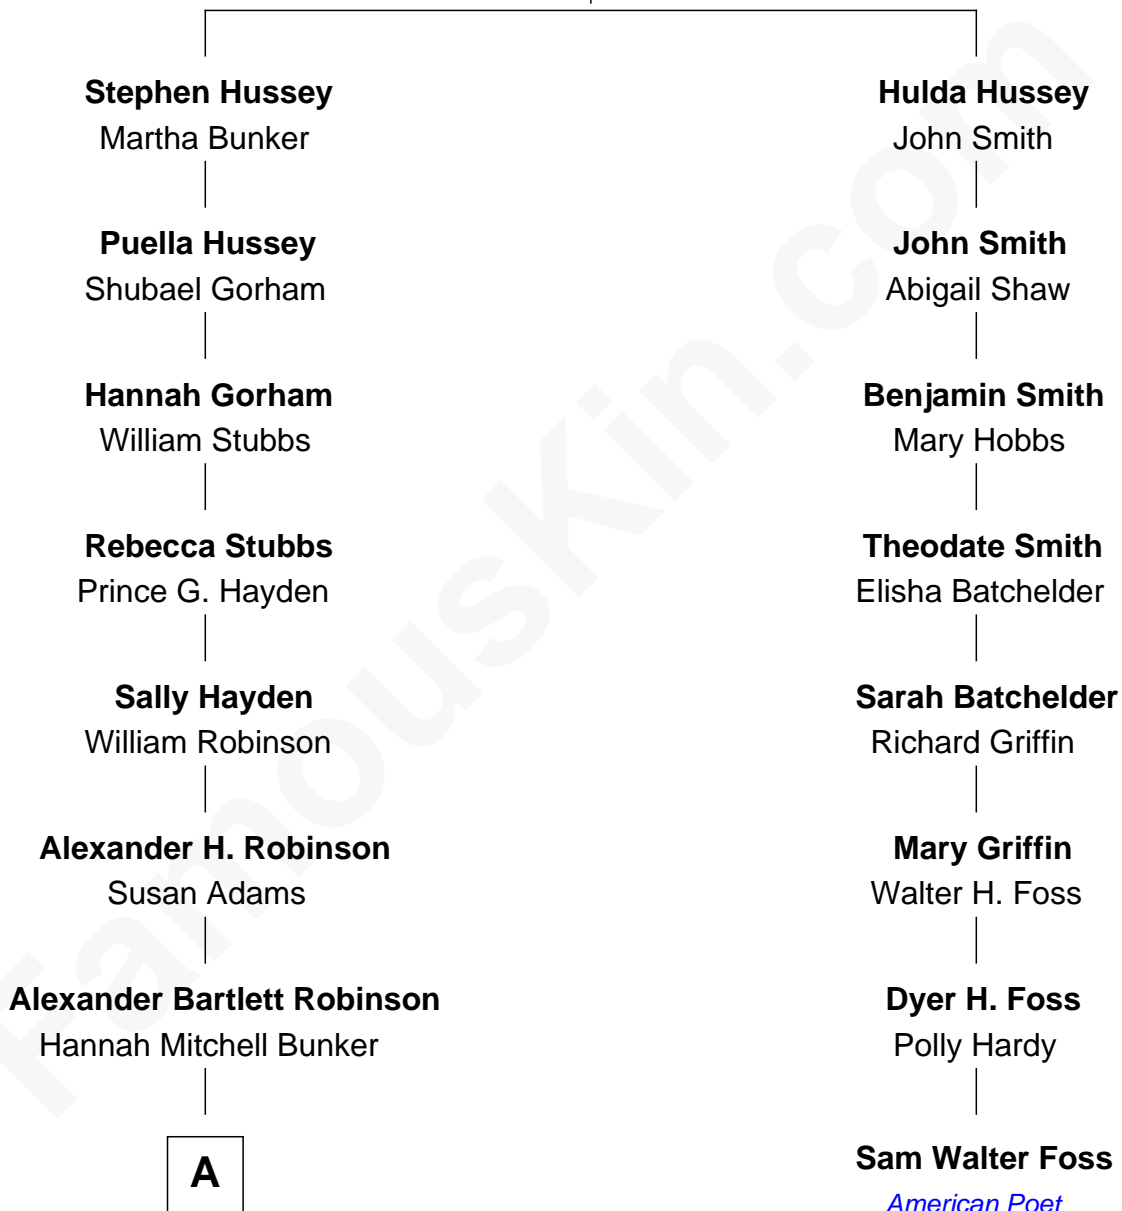 Stephen Hussey
Martha Bunker
Puella Hussey
Shubael Gorham
Hannah Gorham
William Stubbs
Rebecca Stubbs
Prince G. Hayden
Sally Hayden
William Robinson
Alexander H. Robinson
Susan Adams
Alexander Bartlett Robinson
Hannah Mitchell Bunker
A
Hulda Hussey
John Smith
John Smith
Abigail Shaw
Benjamin Smith
Mary Hobbs
Theodate Smith
Elisha Batchelder
Sarah Batchelder
Richard Griffin
Mary Griffin
Walter H. Foss
Dyer H. Foss
Polly Hardy
Sam Walter Foss
American Poet
FamousKin.com